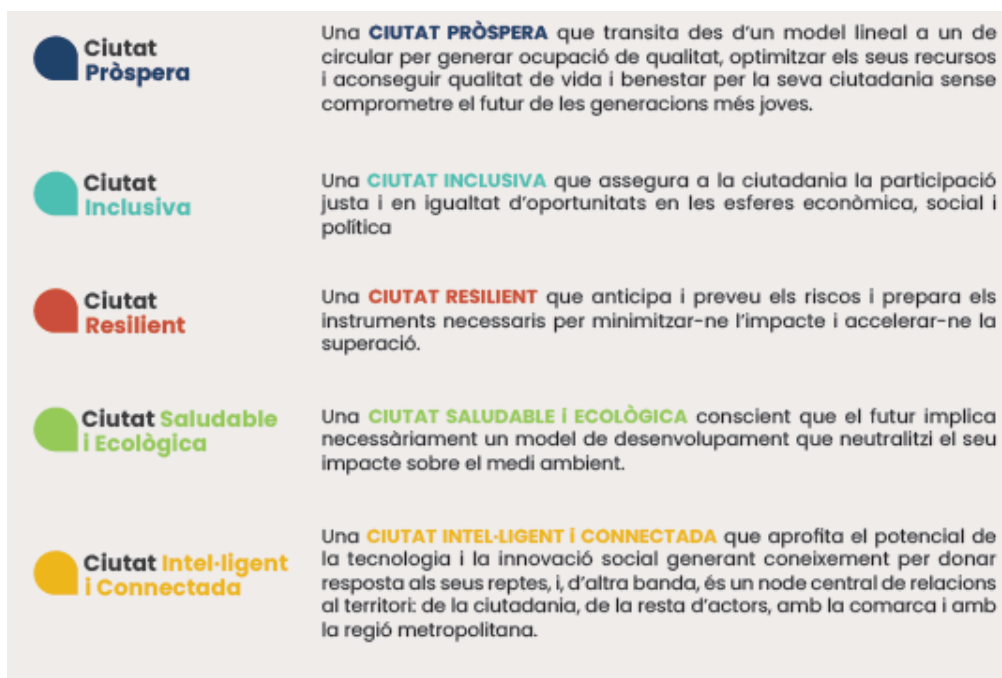 Ciutat
Pròspera
Una CIUTAT PRÒSPERA que transita des d'un model lineal a un de
circular per generar ocupació de qualitat, optimitzar els seus recursos
i aconseguir qualitat de vida i benestar per la seva ciutadania sense
comprometre el futur de les generacions més joves.
Ciutat
Inclusiva
Una CIUTAT INCLUSIVA que assegura a la ciutadania la participació
justa i en igualtat d'oportunitats en les esferes econòmica, social i
política
Ciutat
Resilient
Una CIUTAT RESILIENT que anticipa i preveu els riscos i prepara els
instruments necessaris per minimitzar-ne l'impacte i accelerar-ne la
superació.
Ciutat Saludable
i Ecològica
Una CIUTAT SALUDABLE i ECOLÒGICA conscient que el futur implica
necessàriament un model de desenvolupament que neutralitzi el seu
impacte sobre el medi ambient.
Ciutat Intel·ligent
i Connectada
Una CIUTAT INTEL·LIGENT i CONNECTADA que aprofita el potencial de
la tecnologia i la innovació social generant coneixement per donar
resposta als seus reptes, i, d'altra banda, és un node central de relacions
al territori: de la ciutadania, de la resta d'actors, amb la comarca i amb
la regió metropolitana.